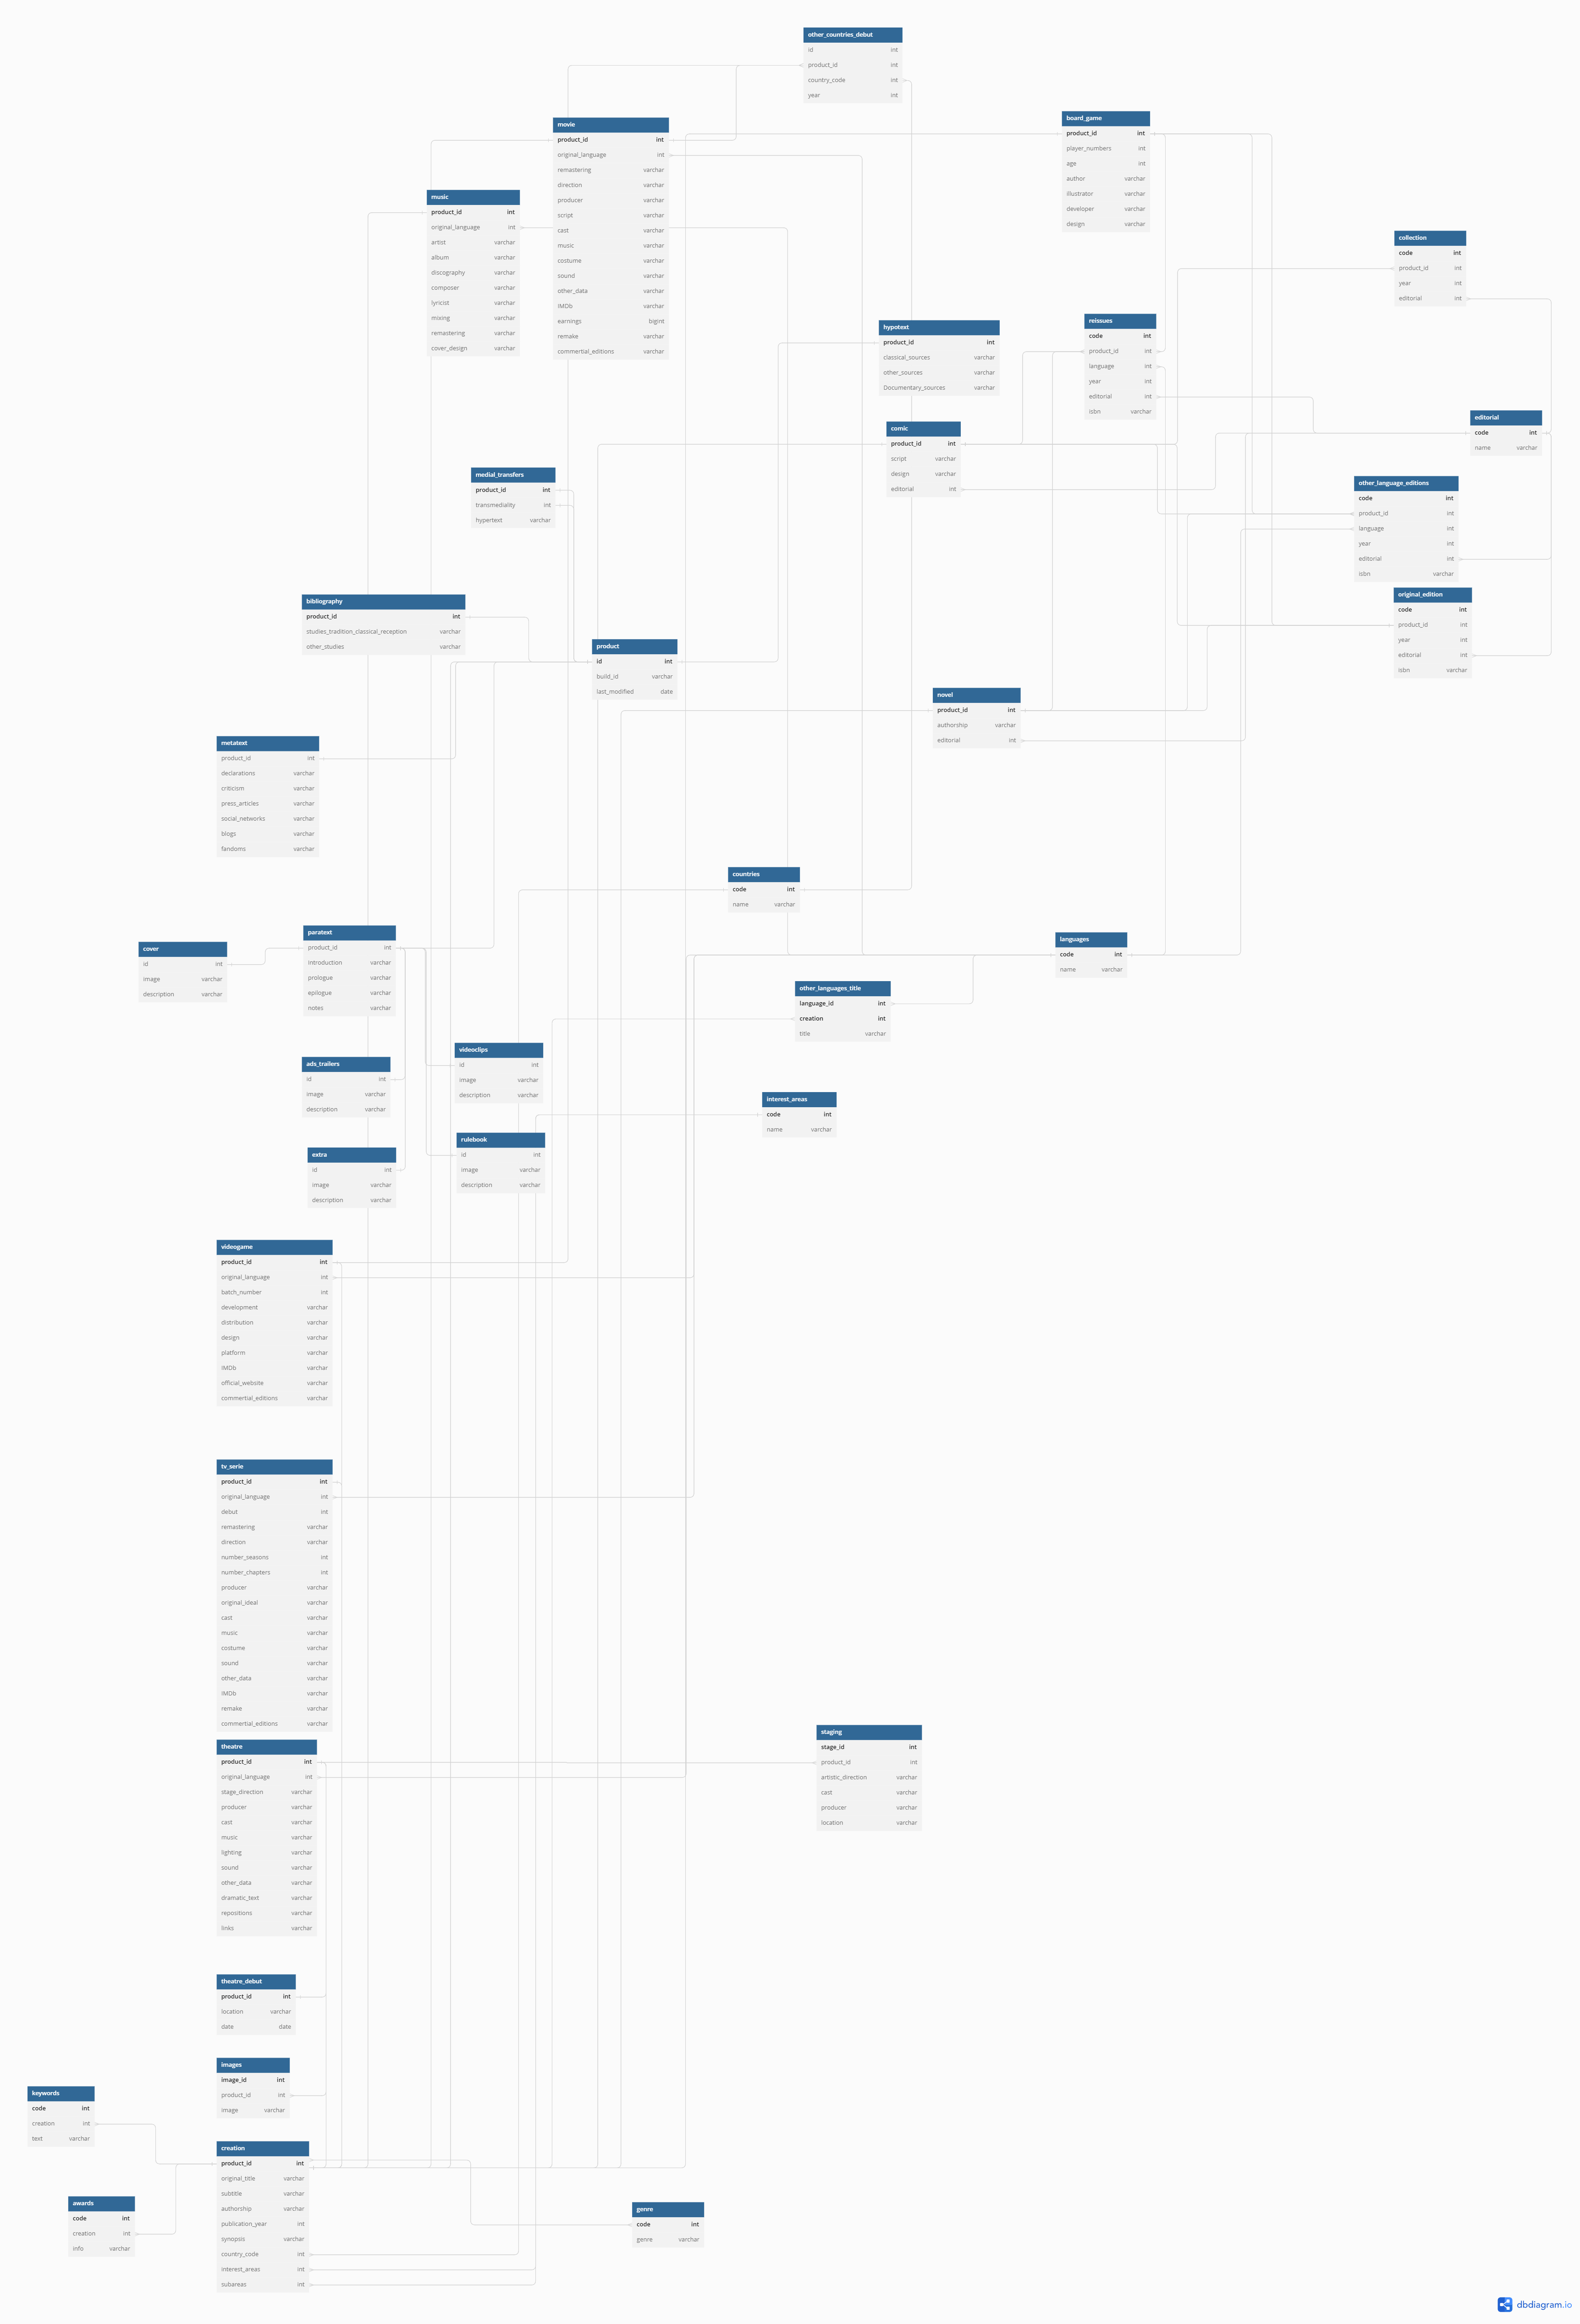 other_countries_debut
id int
product_id int
country_code int
year int
movie
product_id int
original_language int
remastering varchar
direction varchar
producer varchar
script varchar
cast varchar
music varchar
costume varchar
sound varchar
other_data varchar
IMDb varchar
earnings bigint
remake varchar
commertial_editions varchar
board_game
product_id int
player_numbers int
age int
author varchar
illustrator varchar
developer varchar
design varchar
music
product_id int
original_language int
artist varchar
album varchar
discography varchar
composer varchar
lyricist varchar
mixing varchar
remastering varchar
cover_design varchar
collection
code int
product_id int
year int
editorial int
hypotext
product_id int
classical_sources varchar
other_sources varchar
Documentary_sources varchar
reissues
code int
product_id int
language int
year int
editorial int
isbn varchar
editorial
code int
name varchar
comic
product_id int
script varchar
design varchar
editorial int
medial_transfers
product_id int
transmediality int
hypertext varchar
other_language_editions
code int
product_id int
language int
year int
editorial int
isbn varchar
original_edition
code int
product_id int
year int
editorial int
isbn varchar
bibliography
product_id int
studies_tradition_classical_reception varchar
other_studies varchar
product
id int
build_id varchar
last_modified date
novel
product_id int
authorship varchar
editorial int
metatext
product_id int
declarations varchar
criticism varchar
press_articles varchar
social_networks varchar
blogs varchar
fandoms varchar
countries
code int
name varchar
paratext
product_id int
introduction varchar
prologue varchar
epilogue varchar
notes varchar
cover
id int
image varchar
description varchar
languages
code int
name varchar
other_languages_title
language_id int
creation int
title varchar
videoclips
id int
image varchar
description varchar
ads_trailers
id int
image varchar
description varchar
interest_areas
code int
name varchar
rulebook
id int
image varchar
description varchar
extra
id int
image varchar
description varchar
videogame
product_id int
original_language int
batch_number int
development varchar
distribution varchar
design varchar
platform varchar
IMDb varchar
official_website varchar
commertial_editions varchar
tv_serie
product_id int
original_language int
debut int
remastering varchar
direction varchar
number_seasons int
number_chapters int
producer varchar
original_ideal varchar
cast varchar
music varchar
costume varchar
sound varchar
other_data varchar
IMDb varchar
remake varchar
commertial_editions varchar
staging
stage_id int
product_id int
artistic_direction varchar
cast varchar
producer varchar
location varchar
theatre
product_id int
original_language int
stage_direction varchar
producer varchar
cast varchar
music varchar
lighting varchar
sound varchar
other_data varchar
dramatic_text varchar
repositions varchar
links varchar
theatre_debut
product_id int
location varchar
date date
images
image_id int
product_id int
image varchar
keywords
code int
creation int
text varchar
creation
product_id int
original_title varchar
subtitle varchar
authorship varchar
publication_year int
synopsis varchar
country_code int
interest_areas int
subareas int
awards
code int
creation int
info varchar
genre
code int
genre varchar
dbdiagram.io